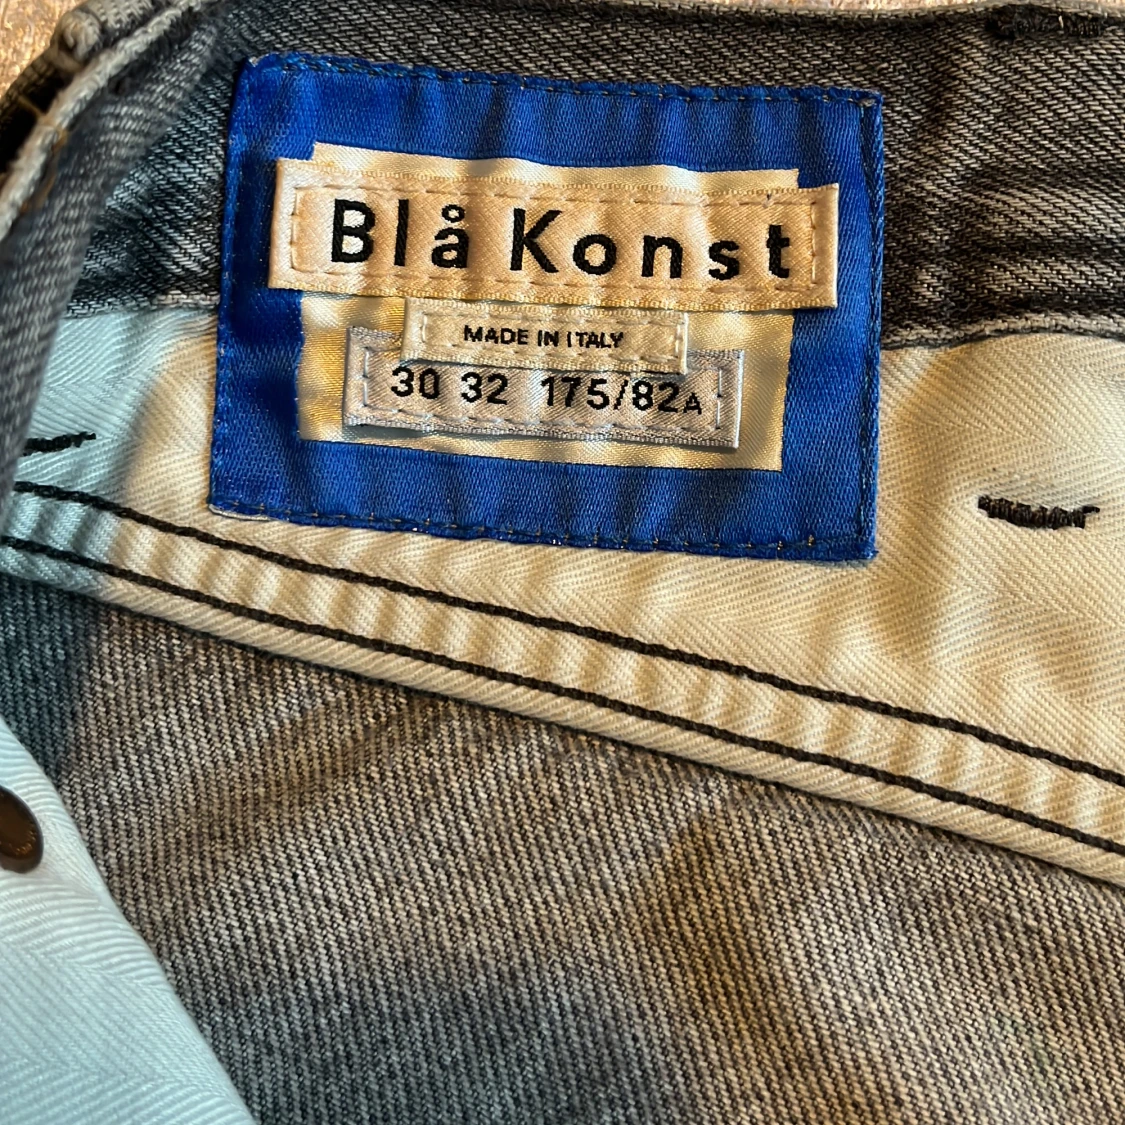 Blå Konst
MADE IN ITALY
30 32 175/82A